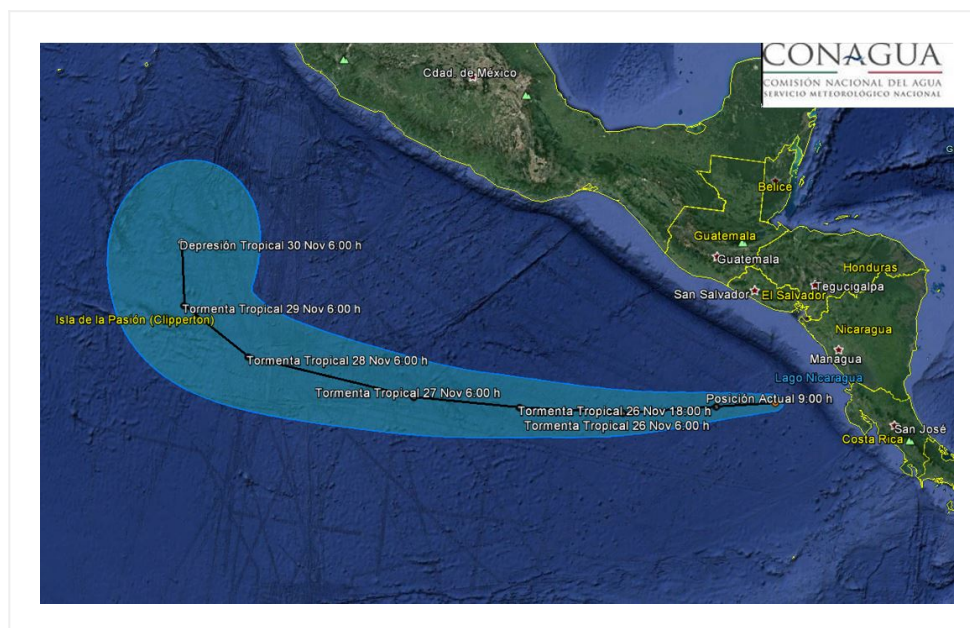 CONAGUA
COMISIÓN NACIONAL DEL AGUA
SERVICIO METEOROLÓGICO NACIONAL
Cdad. de México
Belice
Guatemala
Guatemala
Honduras
Tegucigalpa
San Salvador
El Salvador
Nicaragua
Managua
Lago Nicaragua
San José
Costa Rica
Depresión Tropical 30 Nov 6:00 h
Tormenta Tropical 29 Nov 6:00 h
Isla de la Pasión (Clipperton)
Tormenta Tropical 28 Nov 6:00 h
Tormenta Tropical 27 Nov 6:00 h
Posición Actual 9:00 h
Tormenta Tropical 26 Nov 18:00 h
Tormenta Tropical 26 Nov 6:00 h
G